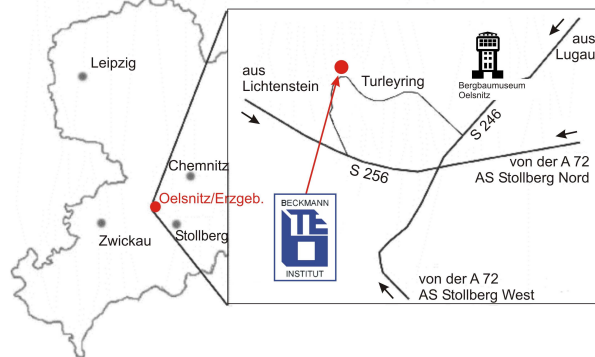 Leipzig
Chemnitz
Oelsnitz/Erzgeb.
Zwickau
Stollberg
aus
Lichtenstein
Turleyring
Bergbaumuseum
Oelsnitz
aus
Lugau
S 246
S 256
von der A 72
AS Stollberg Nord
BECKMANN
ITE
INSTITUT
von der A 72
AS Stollberg West